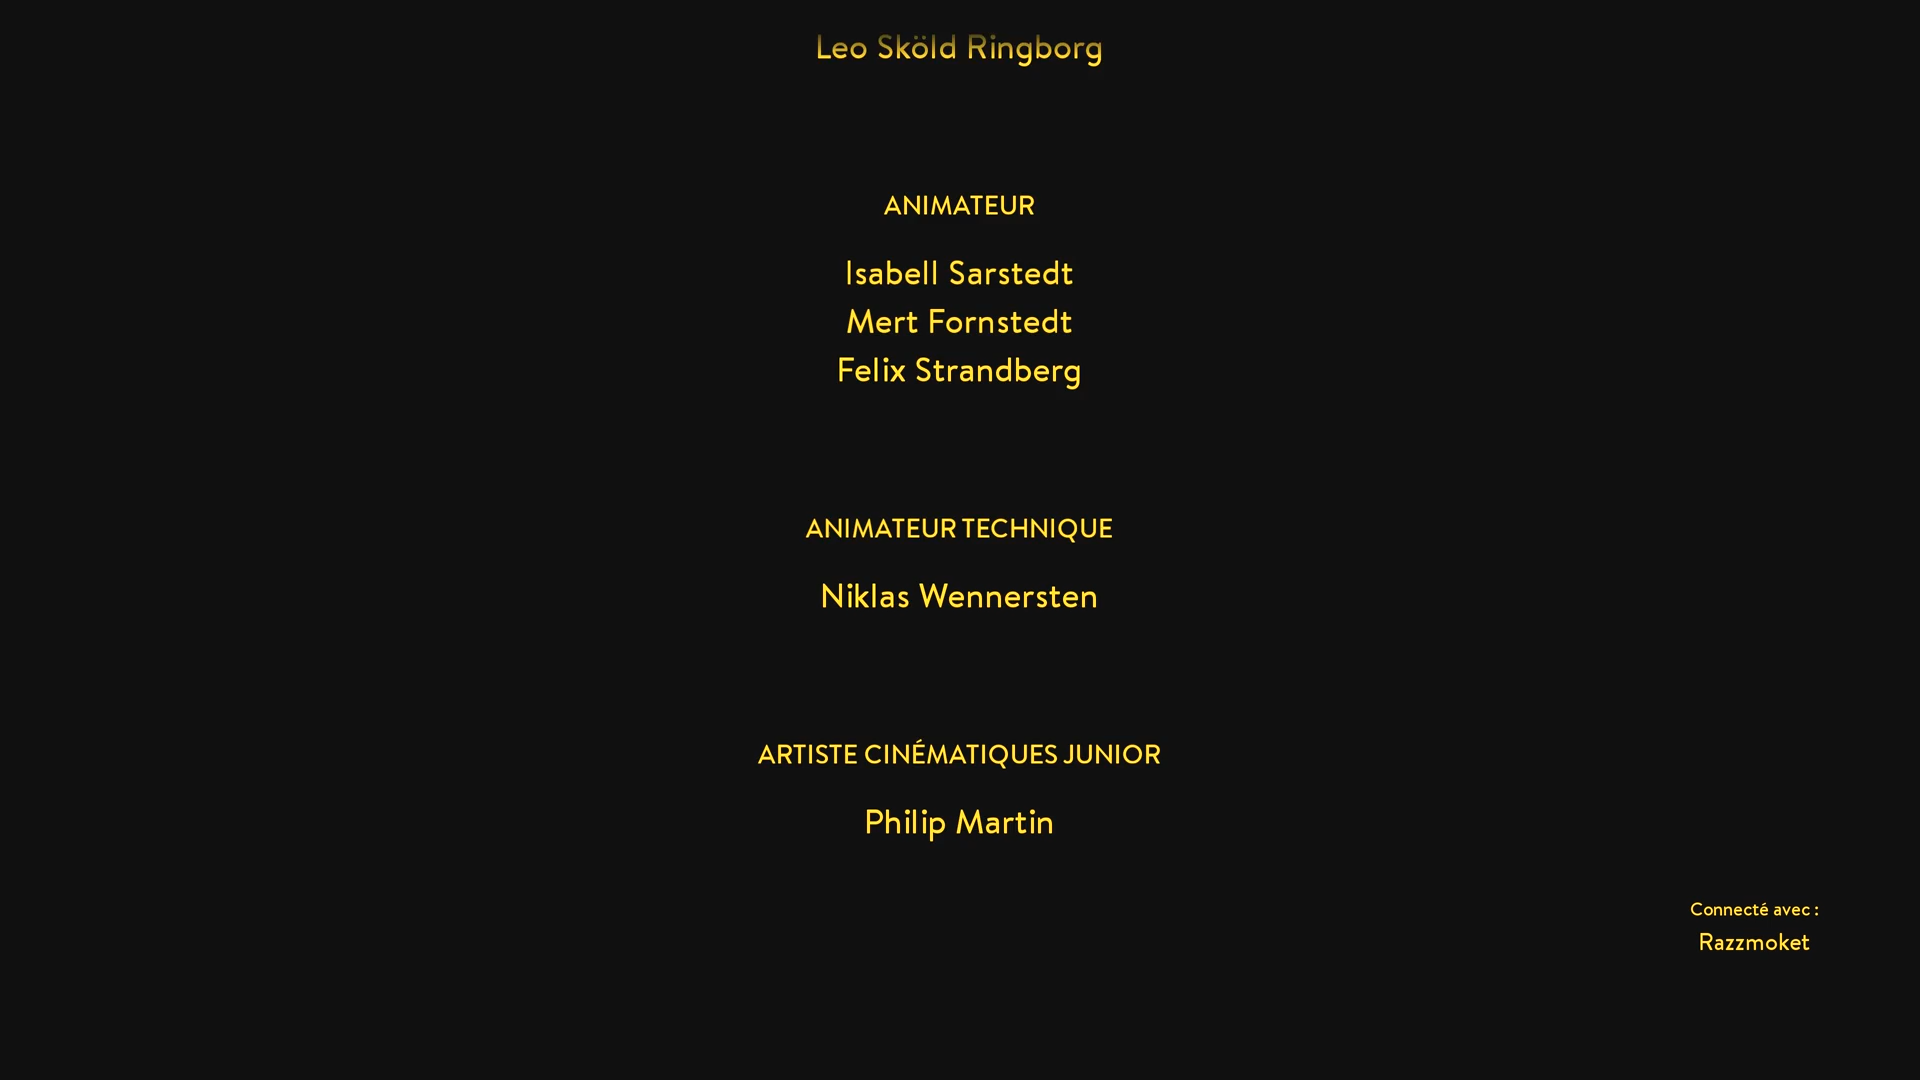 Leo Sköld Ringborg
ANIMATEUR
Isabell Sarstedt
Mert Fornstedt
Felix Strandberg
ANIMATEUR TECHNIQUE
Niklas Wennersten
ARTISTE CINÉMATIQUES JUNIOR
Philip Martin
Connecté avec :
Razzmoket